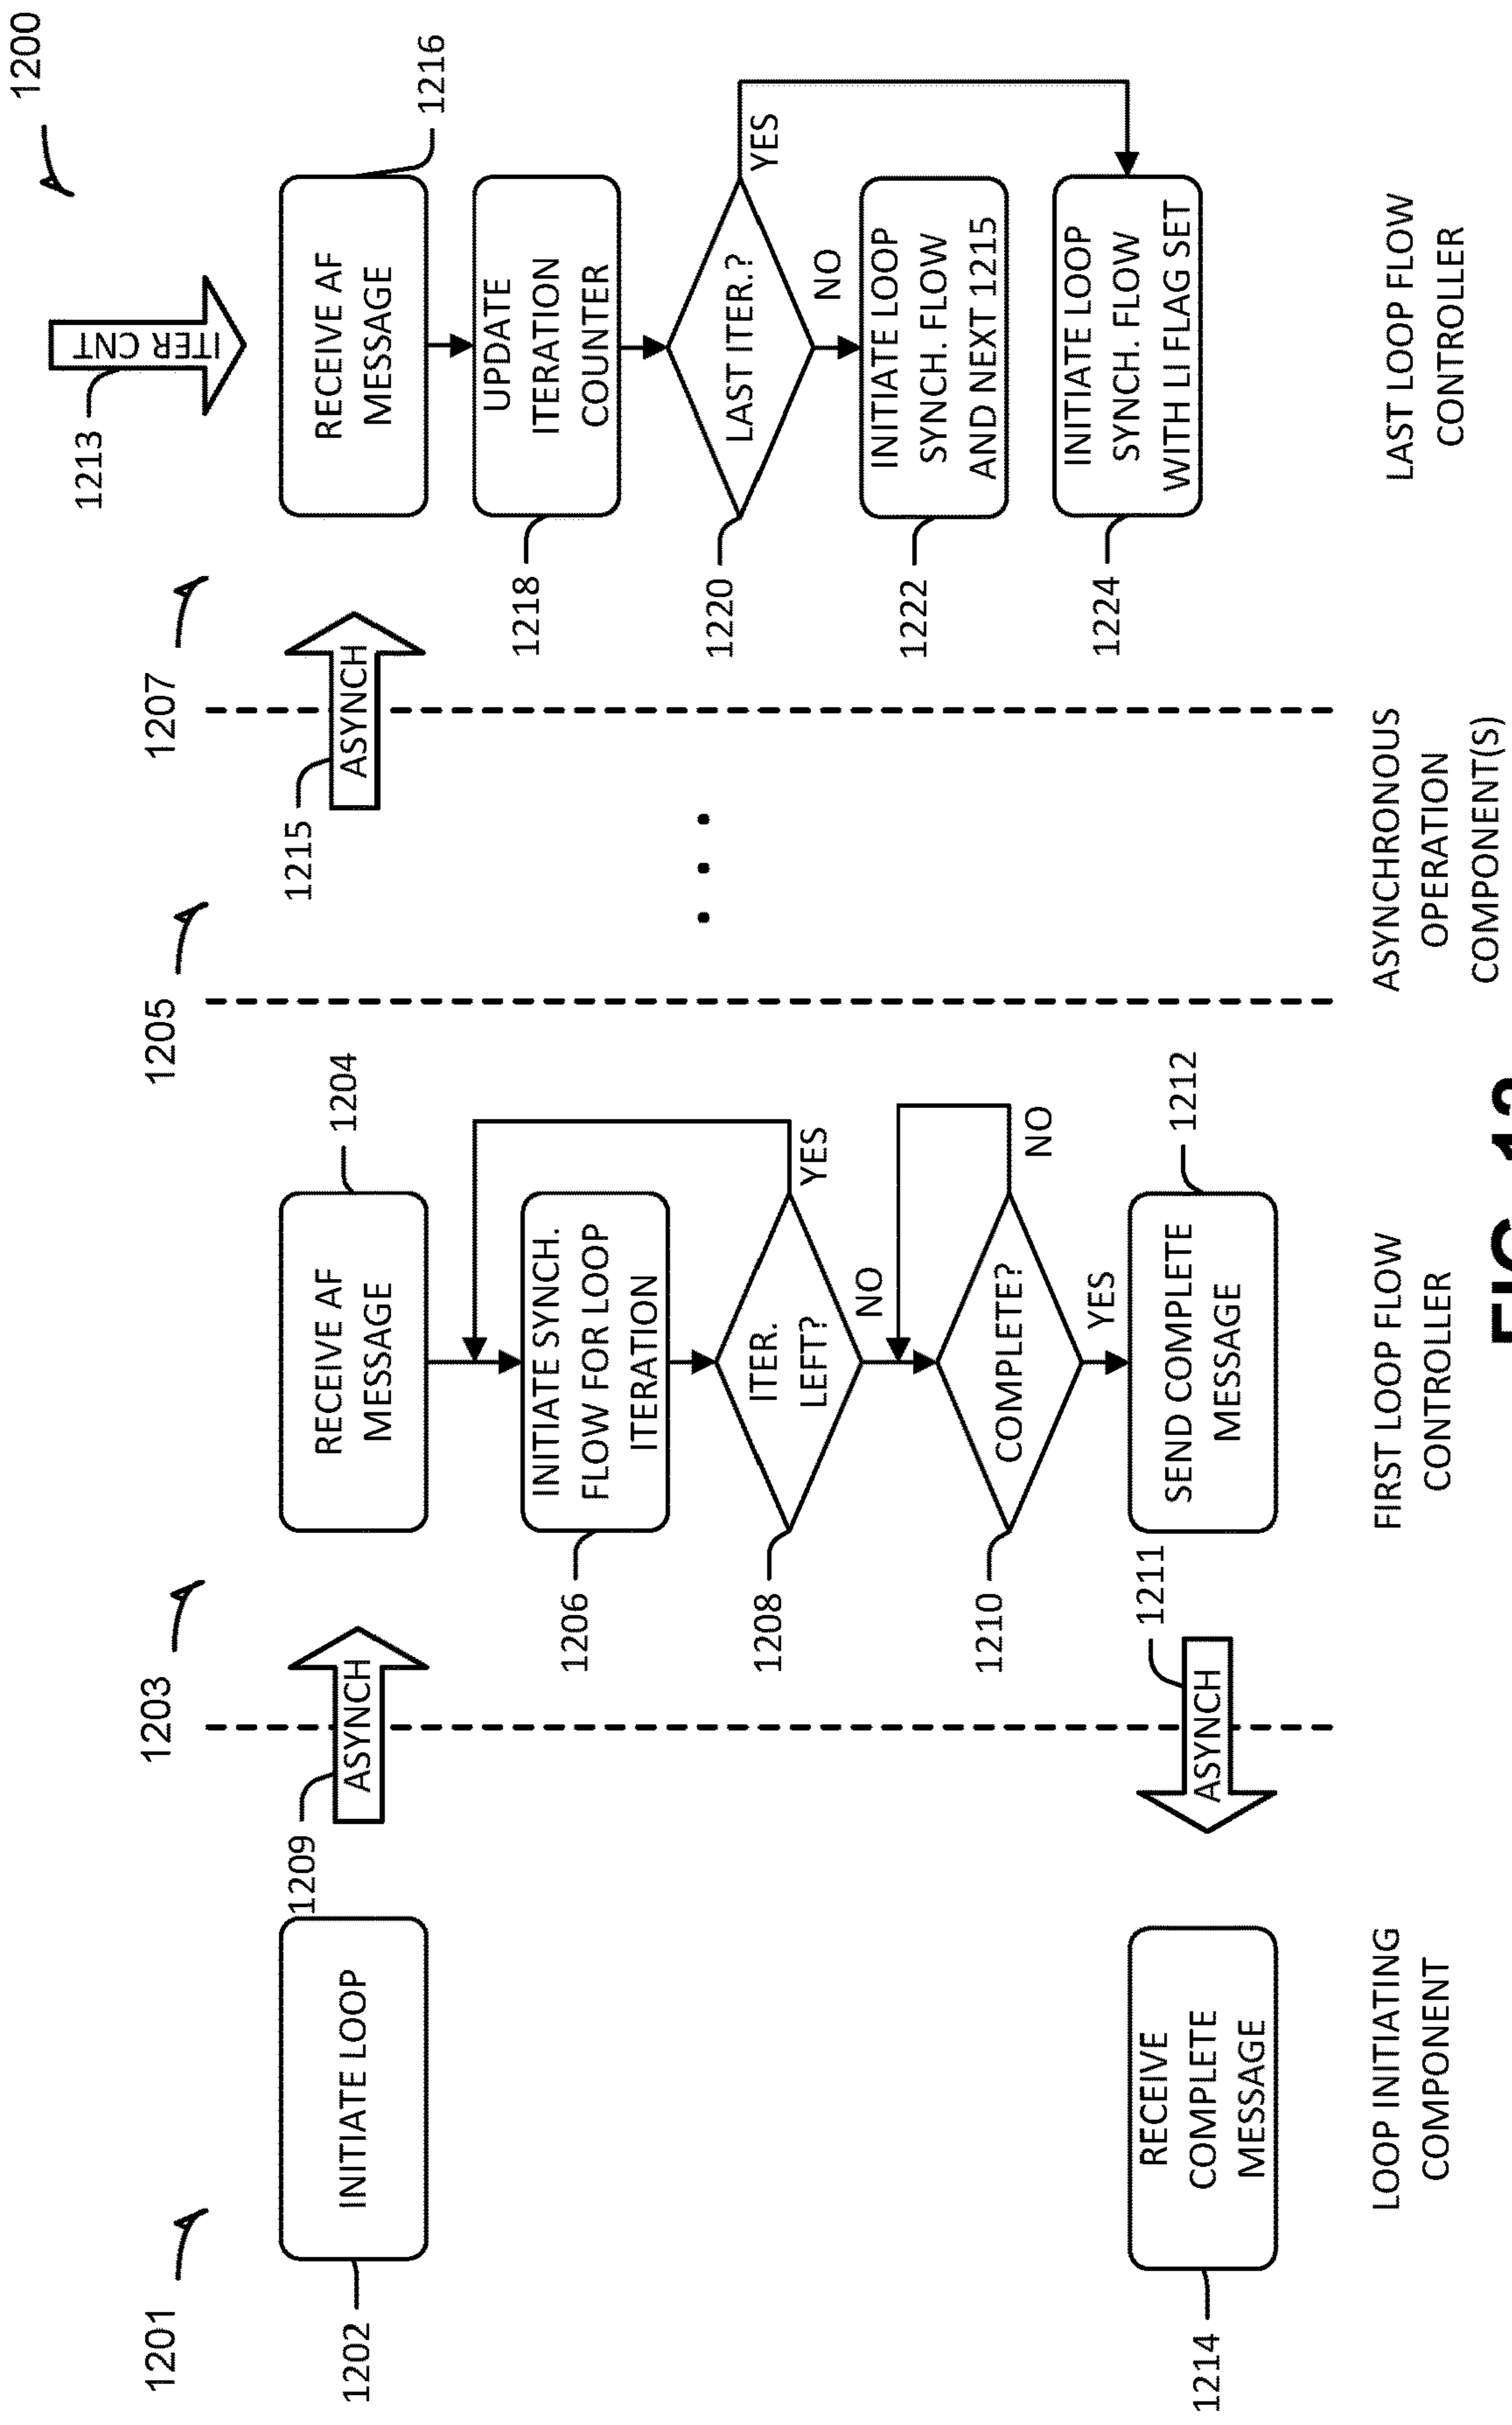 1200
1201
1202
INITIATE LOOP
1214
RECEIVE
COMPLETE
MESSAGE
LOOP INITIATING
COMPONENT
1203
1209
ASYNCH
1204
RECEIVE AF
MESSAGE
1206
INITIATE SYNCH.
FLOW FOR LOOP
ITERATION
1208
ITER.
LEFT?
YES
NO
1210
COMPLETE?
NO
YES
1211
ASYNCH
1212
SEND COMPLETE
MESSAGE
FIRST LOOP FLOW
CONTROLLER
1205
ASYNCHRONOUS
OPERATION
COMPONENT(S)
1207
1215
ASYNCH
1213
ITER CNT
1216
RECEIVE AF
MESSAGE
1218
UPDATE
ITERATION
COUNTER
1220
LAST ITER.?
YES
NO
1222
INITIATE LOOP
SYNCH. FLOW
AND NEXT 1215
1224
INITIATE LOOP
SYNCH. FLOW
WITH LI FLAG SET
LAST LOOP FLOW
CONTROLLER
FIG. 12